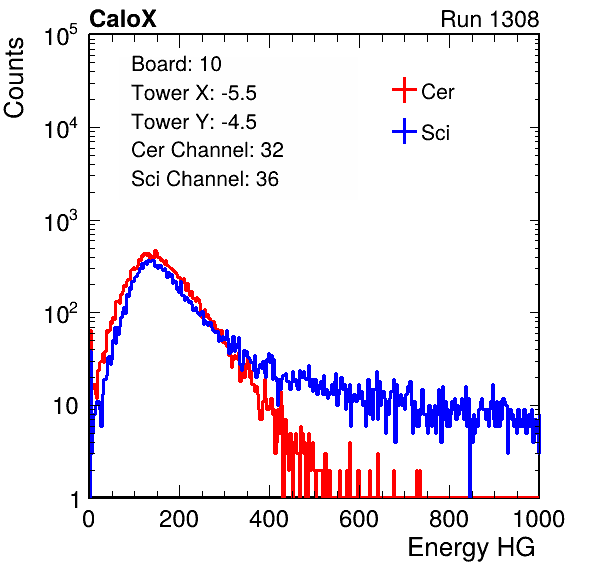 CaloX Run 1308
Counts
Board: 10
Tower X: -5.5
Tower Y: -4.5
Cer Channel: 32
Sci Channel: 36
Cer
Sci
10^5
10^4
10^3
10^2
10
1
0 200 400 600 800 1000
Energy HG